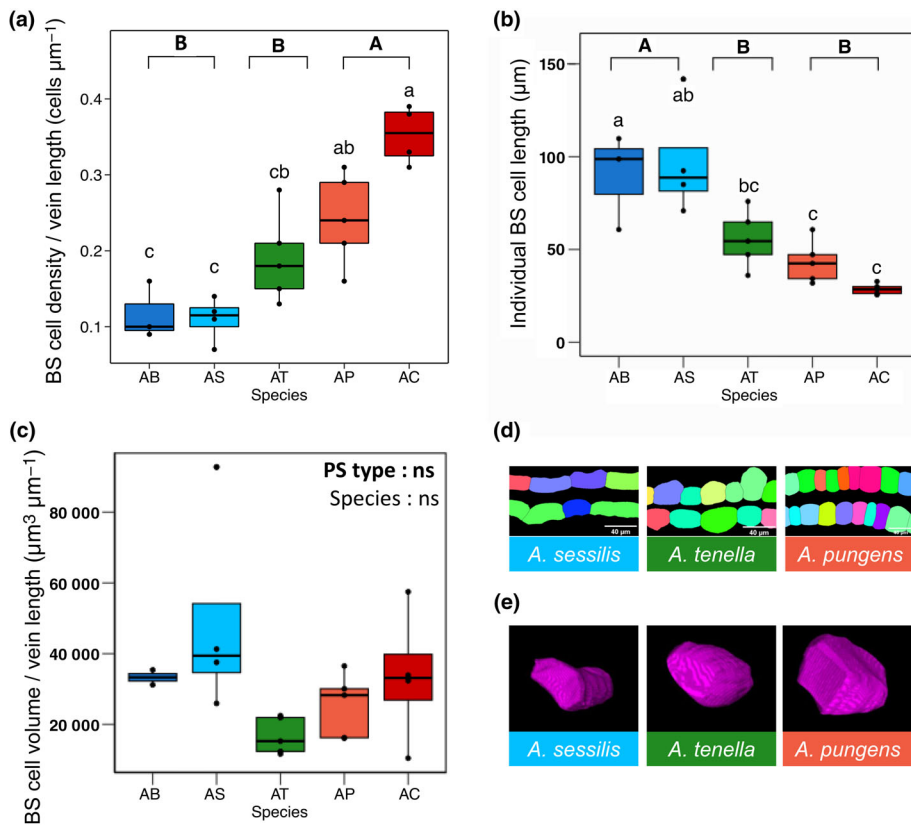 (a)
BS cell density / vein length (cells µm⁻¹)
B
B
A
0.4
0.3
0.2
0.1
c
c
cb
ab
a
AB
AS
AT
AP
AC
Species
(b)
Individual BS cell length (µm)
A
B
B
150
100
50
0
a
ab
bc
c
c
AB
AS
AT
AP
AC
Species
(c)
BS cell volume / vein length (µm³ µm⁻¹)
PS type : ns
Species : ns
80 000
60 000
40 000
20 000
AB
AS
AT
AP
AC
Species
(d)
40 µm
40 µm
A. sessilis
A. tenella
A. pungens
(e)
A. sessilis
A. tenella
A. pungens